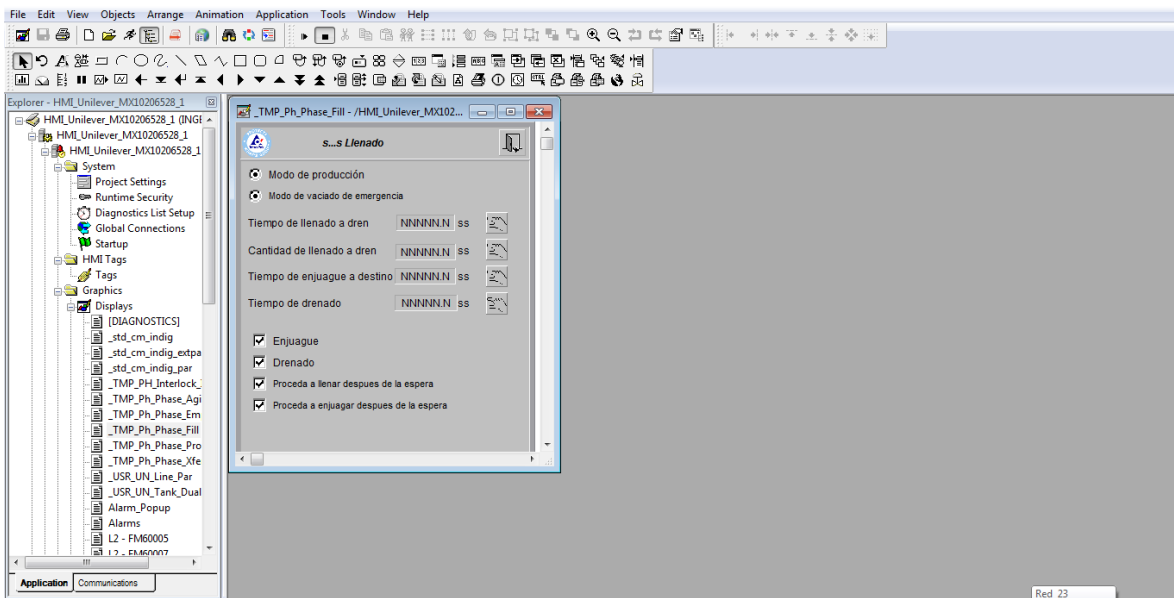 File Edit View Objects Arrange Animation Application Tools Window Help
Explorer - HMI_Unilever_MX10206528_1
HMI_Unilever_MX10206528_1 (INGE
HMI_Unilever_MX10206528_1
HMI_Unilever_MX10206528_1
System
Project Settings
Runtime Security
Diagnostics List Setup
Global Connections
Startup
HMI Tags
Tags
Graphics
Displays
[DIAGNOSTICS]
_std_cm_indig
_std_cm_indig_extpa
_std_cm_indig_par
_TMP_PH_Interlock_
_TMP_Ph_Phase_Agi
_TMP_Ph_Phase_Em
_TMP_Ph_Phase_Fill
_TMP_Ph_Phase_Pro
_TMP_Ph_Phase_Xfe
_USR_UN_Line_Par
_USR_UN_Tank_Dual
Alarm_Popup
Alarms
L2 - FM60005
L2 - FM60007
Application Communications
_TMP_Ph_Phase_Fill - /HMI_Unilever_MX102...
s...s Llenado
Modo de producción
Modo de vaciado de emergencia
Tiempo de llenado a dren NNNNN.N ss
Cantidad de llenado a dren NNNNN.N ss
Tiempo de enjuague a destino NNNNN.N ss
Tiempo de drenado NNNNN.N ss
Enjuague
Drenado
Proceda a llenar despues de la espera
Proceda a enjuagar despues de la espera
Red 23